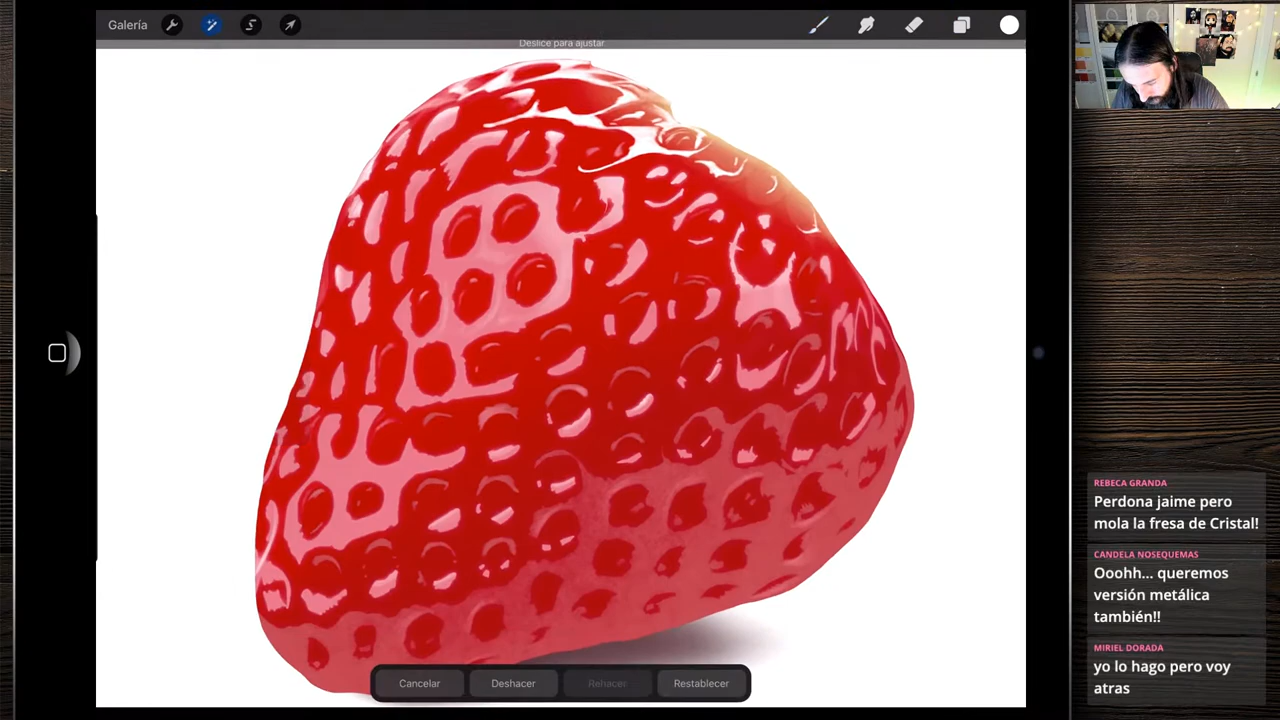 Galería
Deslice para ajustar
Cancelar
Deshacer
Rehacer
Restablecer
REBECA GRANDA
Perdona jaime pero
mola la fresa de Cristal!
CANDELA NOSEQUEMAS
Ooohh... queremos
versión metálica
también!!
MIRIEL DORADA
yo lo hago pero voy
atras